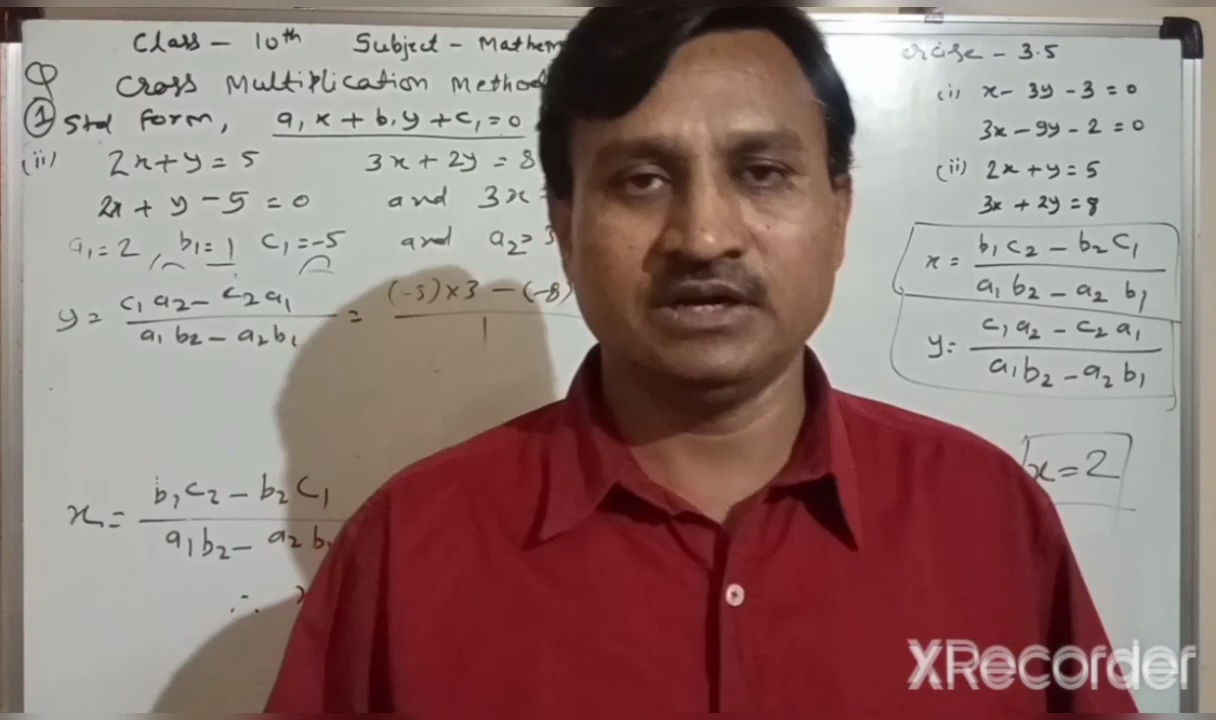 Class - 10th Subject - Mathem
Q Cross Multiplication Method
① Std form, a₁x + b₁y + c₁ = 0
(ii) 2x + y = 5 3x + 2y = 8
2x + y - 5 = 0 and 3x
a₁ = 2, b₁ = 1 c₁ = -5 and a₂ = 3
y = c₁a₂ - c₂a₁ / a₁b₂ - a₂b₁ = (-5) × 3 - (-8) / 1
x = b₁c₂ - b₂c₁ / a₁b₂ - a₂b₁
∴
ercise - 3.5
(i) x - 3y - 3 = 0
3x - 9y - 2 = 0
(ii) 2x + y = 5
3x + 2y = 8
x = b₁c₂ - b₂c₁ / a₁b₂ - a₂b₁
y = c₁a₂ - c₂a₁ / a₁b₂ - a₂b₁
x = 2
XRecorder